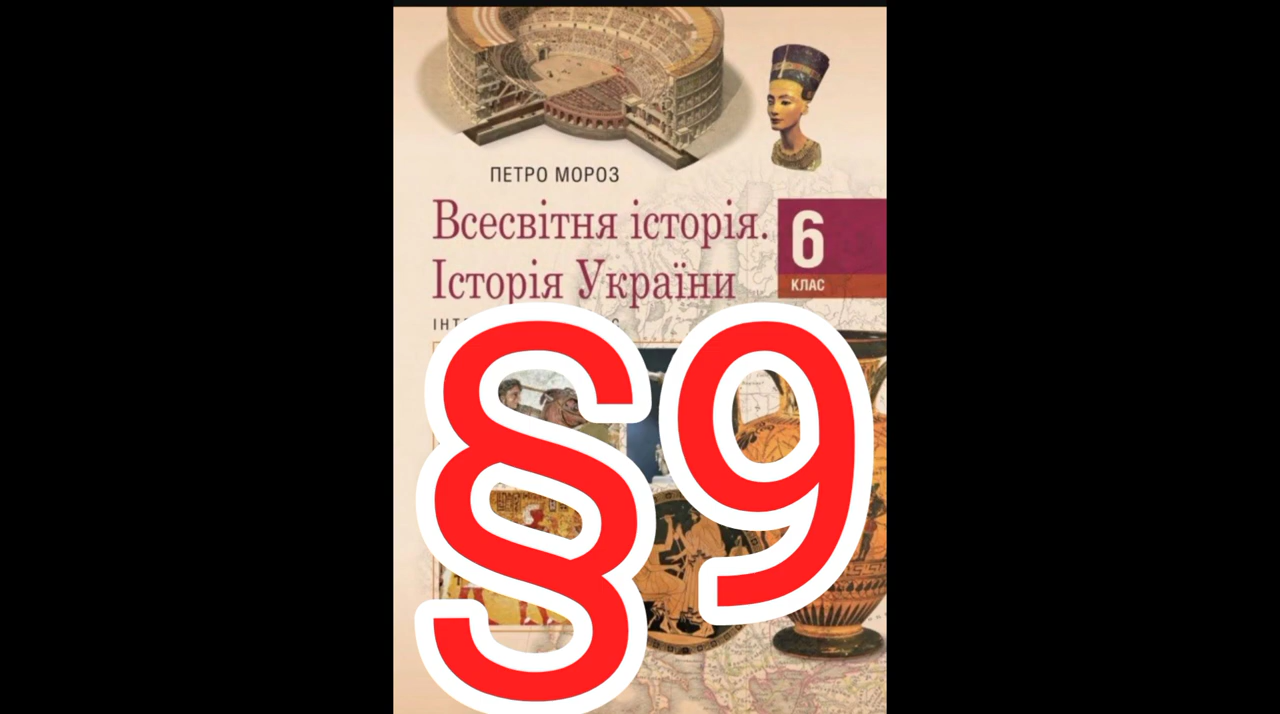 ПЕТРО МОРОЗ
Всесвітня історія.
Історія України
6
КЛАС
§9